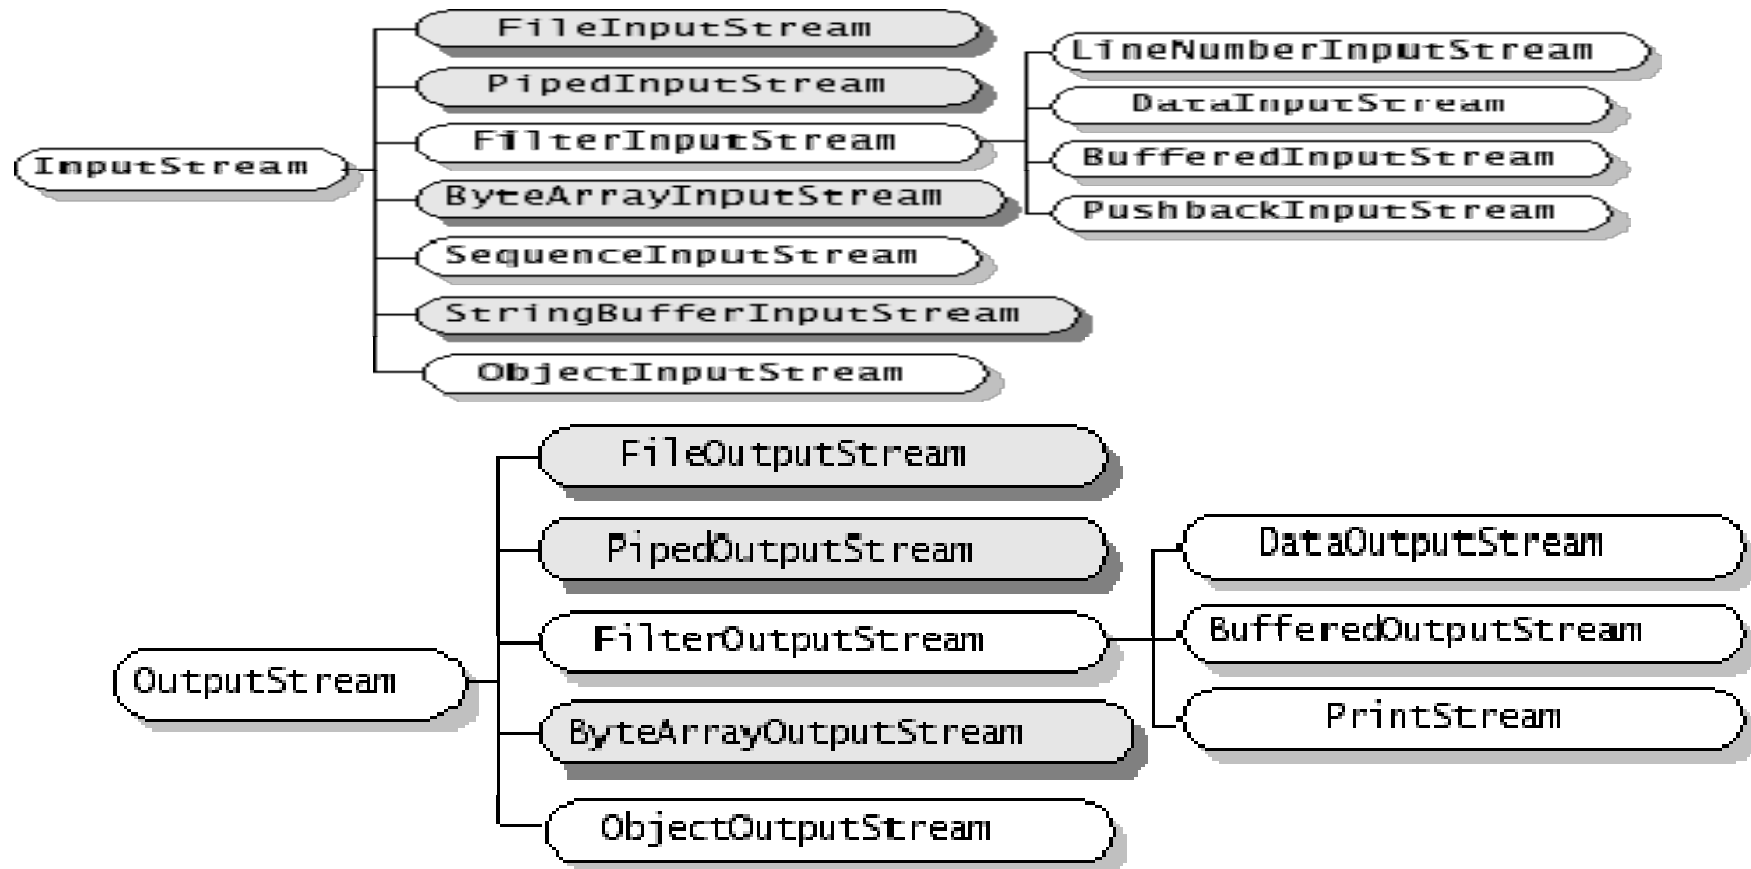 InputStream
FileInputStream
PipedInputStream
FilterInputStream
ByteArrayInputStream
SequenceInputStream
StringBufferInputStream
ObjectInputStream
LineNumberInputStream
DataInputStream
BufferedInputStream
PushbackInputStream
OutputStream
FileOutputStream
PipedOutputStream
FilterOutputStream
ByteArrayOutputStream
ObjectOutputStream
DataOutputStream
BufferedOutputStream
PrintStream